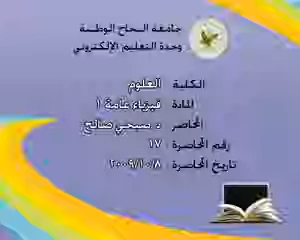 جامعة النجاح الوطنية
وحدة التعليم الإلكتروني
الكلية : العلوم
المادة : فيزياء عامة ١
المحاضر : د. صبحي صالح
رقم المحاضرة : ١٧
تاريخ المحاضرة : ٢٠٠٩/١٠/٨